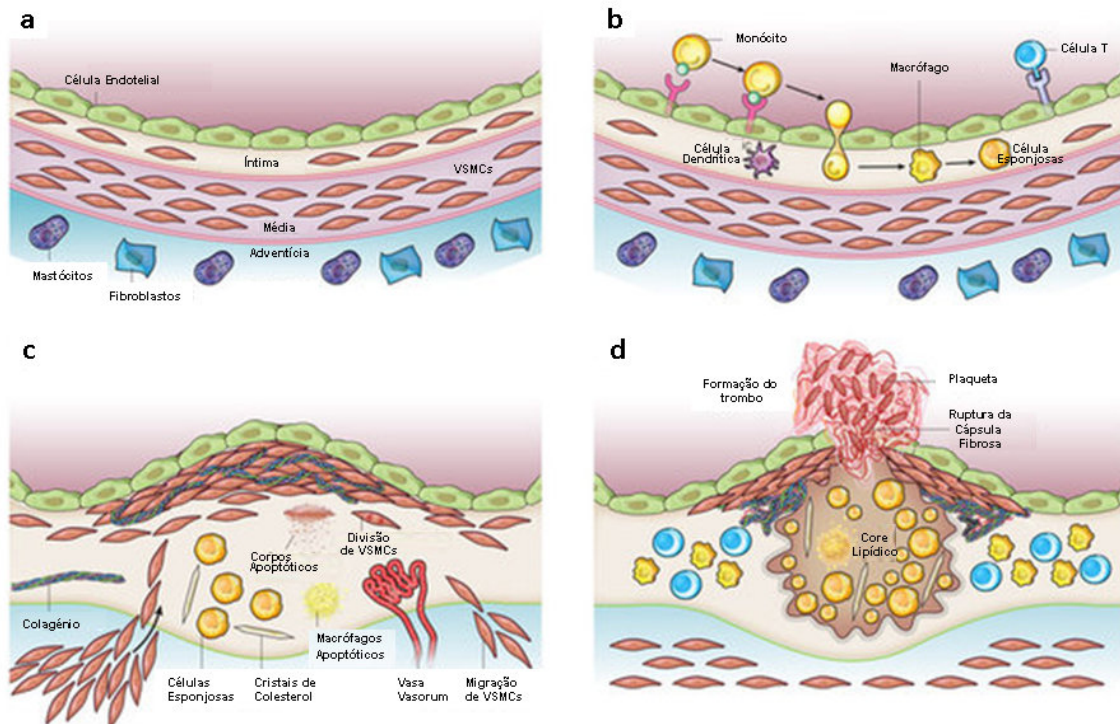 a
Célula Endotelial
Íntima
VSMCs
Média
Adventícia
Mastócitos
Fibroblastos
b
Monócito
Célula T
Macrófago
Célula
Dendrítica
Célula
Esponjosas
c
Divisão
de VSMCs
Corpos
Apoptóticos
Colagénio
Macrófagos
Apoptóticos
Células
Esponjosas
Cristais de
Colesterol
Vasa
Vasorum
Migração
de VSMCs
d
Formação do
trombo
Plaqueta
Ruptura da
Cápsula
Fibrosa
Core
Lipídico